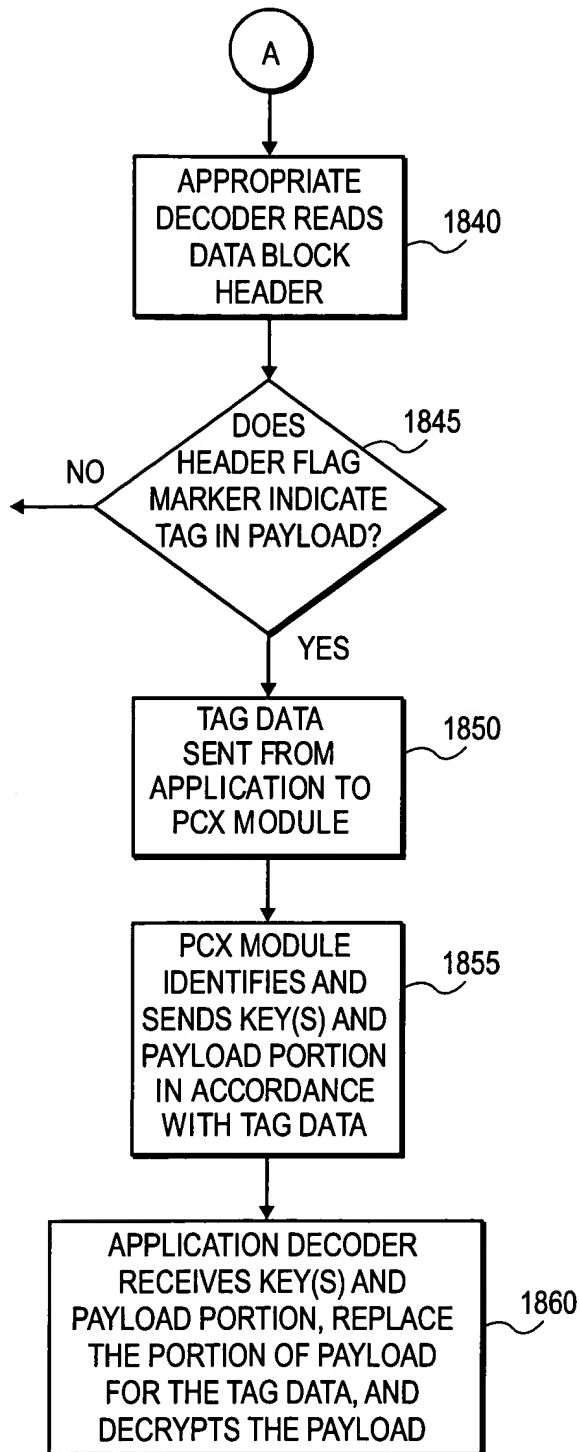 A
APPROPRIATE
DECODER READS
DATA BLOCK
HEADER
1840
DOES
HEADER FLAG
MARKER INDICATE
TAG IN PAYLOAD?
1845
NO
YES
TAG DATA
SENT FROM
APPLICATION TO
PCX MODULE
1850
PCX MODULE
IDENTIFIES AND
SENDS KEY(S) AND
PAYLOAD PORTION
IN ACCORDANCE
WITH TAG DATA
1855
APPLICATION DECODER
RECEIVES KEY(S) AND
PAYLOAD PORTION, REPLACE
THE PORTION OF PAYLOAD
FOR THE TAG DATA, AND
DECRYPTS THE PAYLOAD
1860